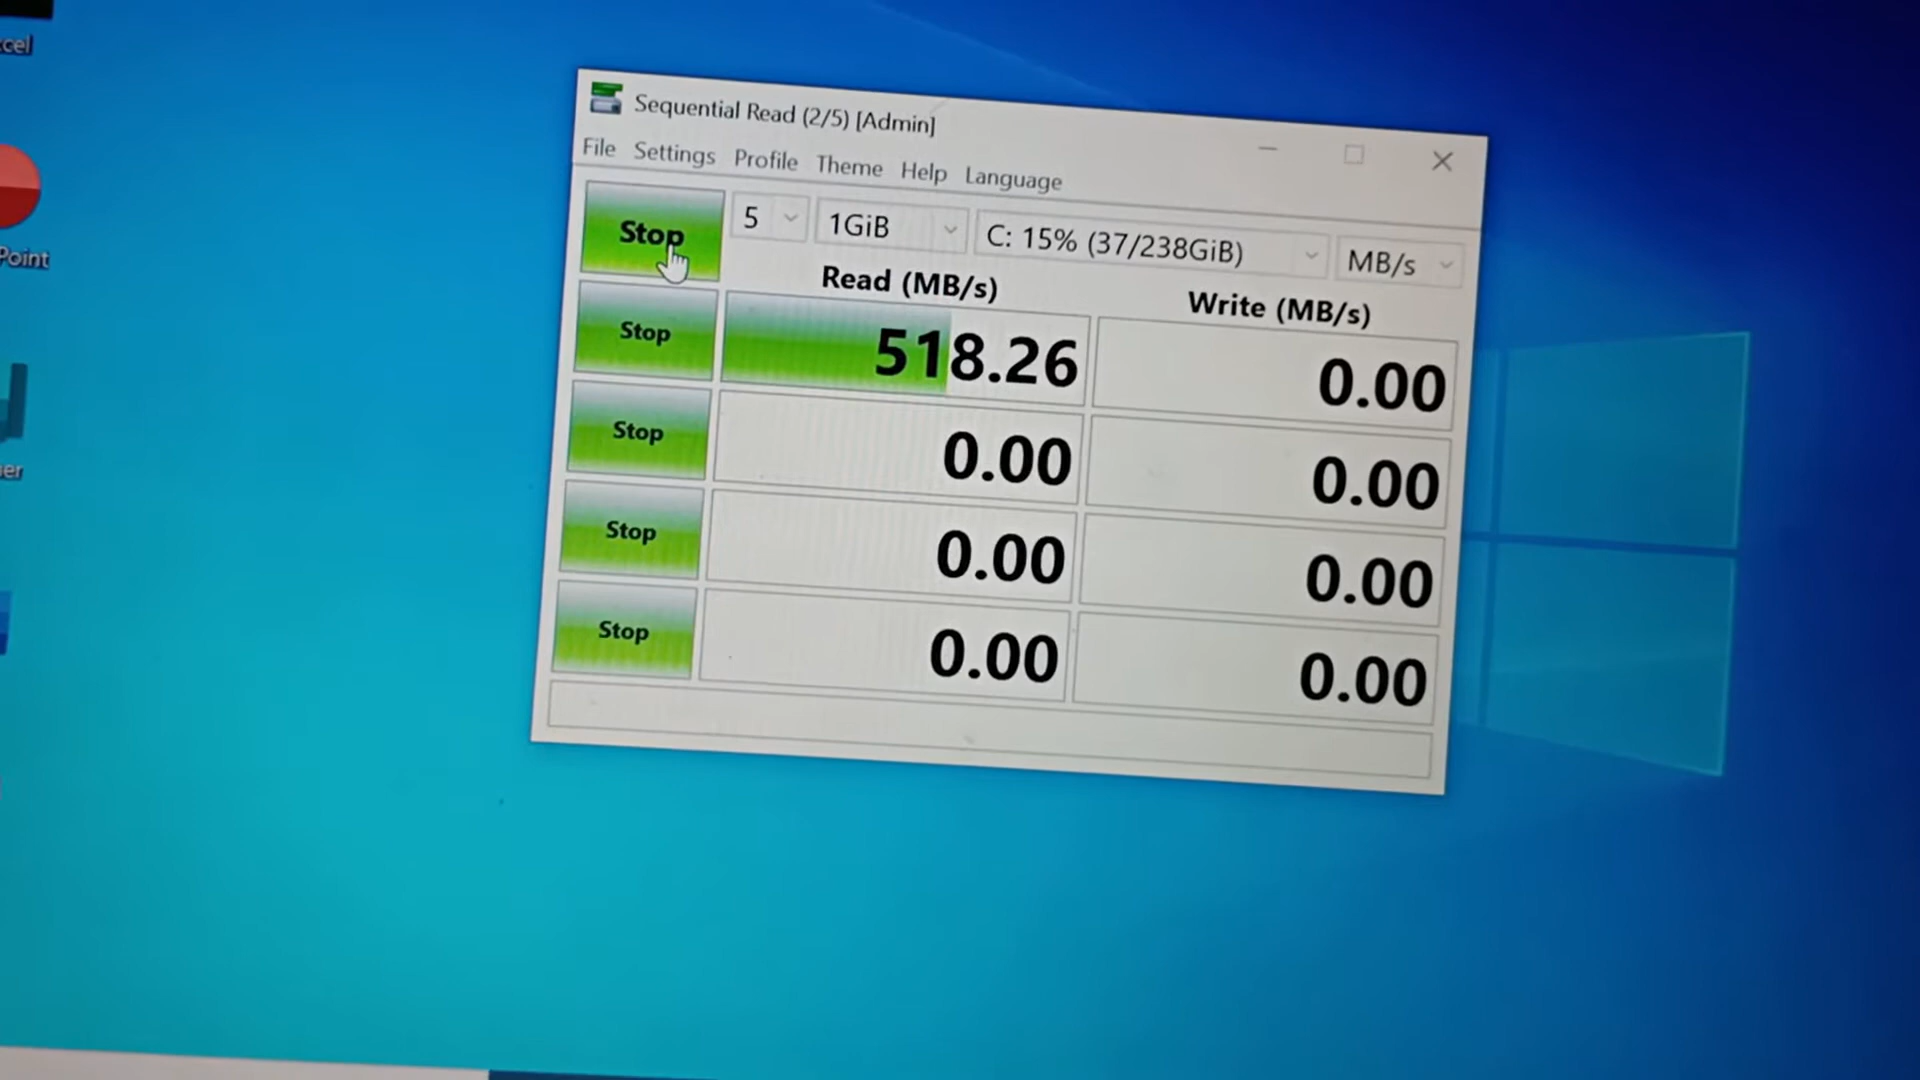 cel
Point
er
Sequential Read (2/5) [Admin]
File Settings Profile Theme Help Language
Stop 5 1GiB C: 15% (37/238GiB) MB/s
Read (MB/s) Write (MB/s)
Stop 518.26 0.00
Stop 0.00 0.00
Stop 0.00 0.00
Stop 0.00 0.00